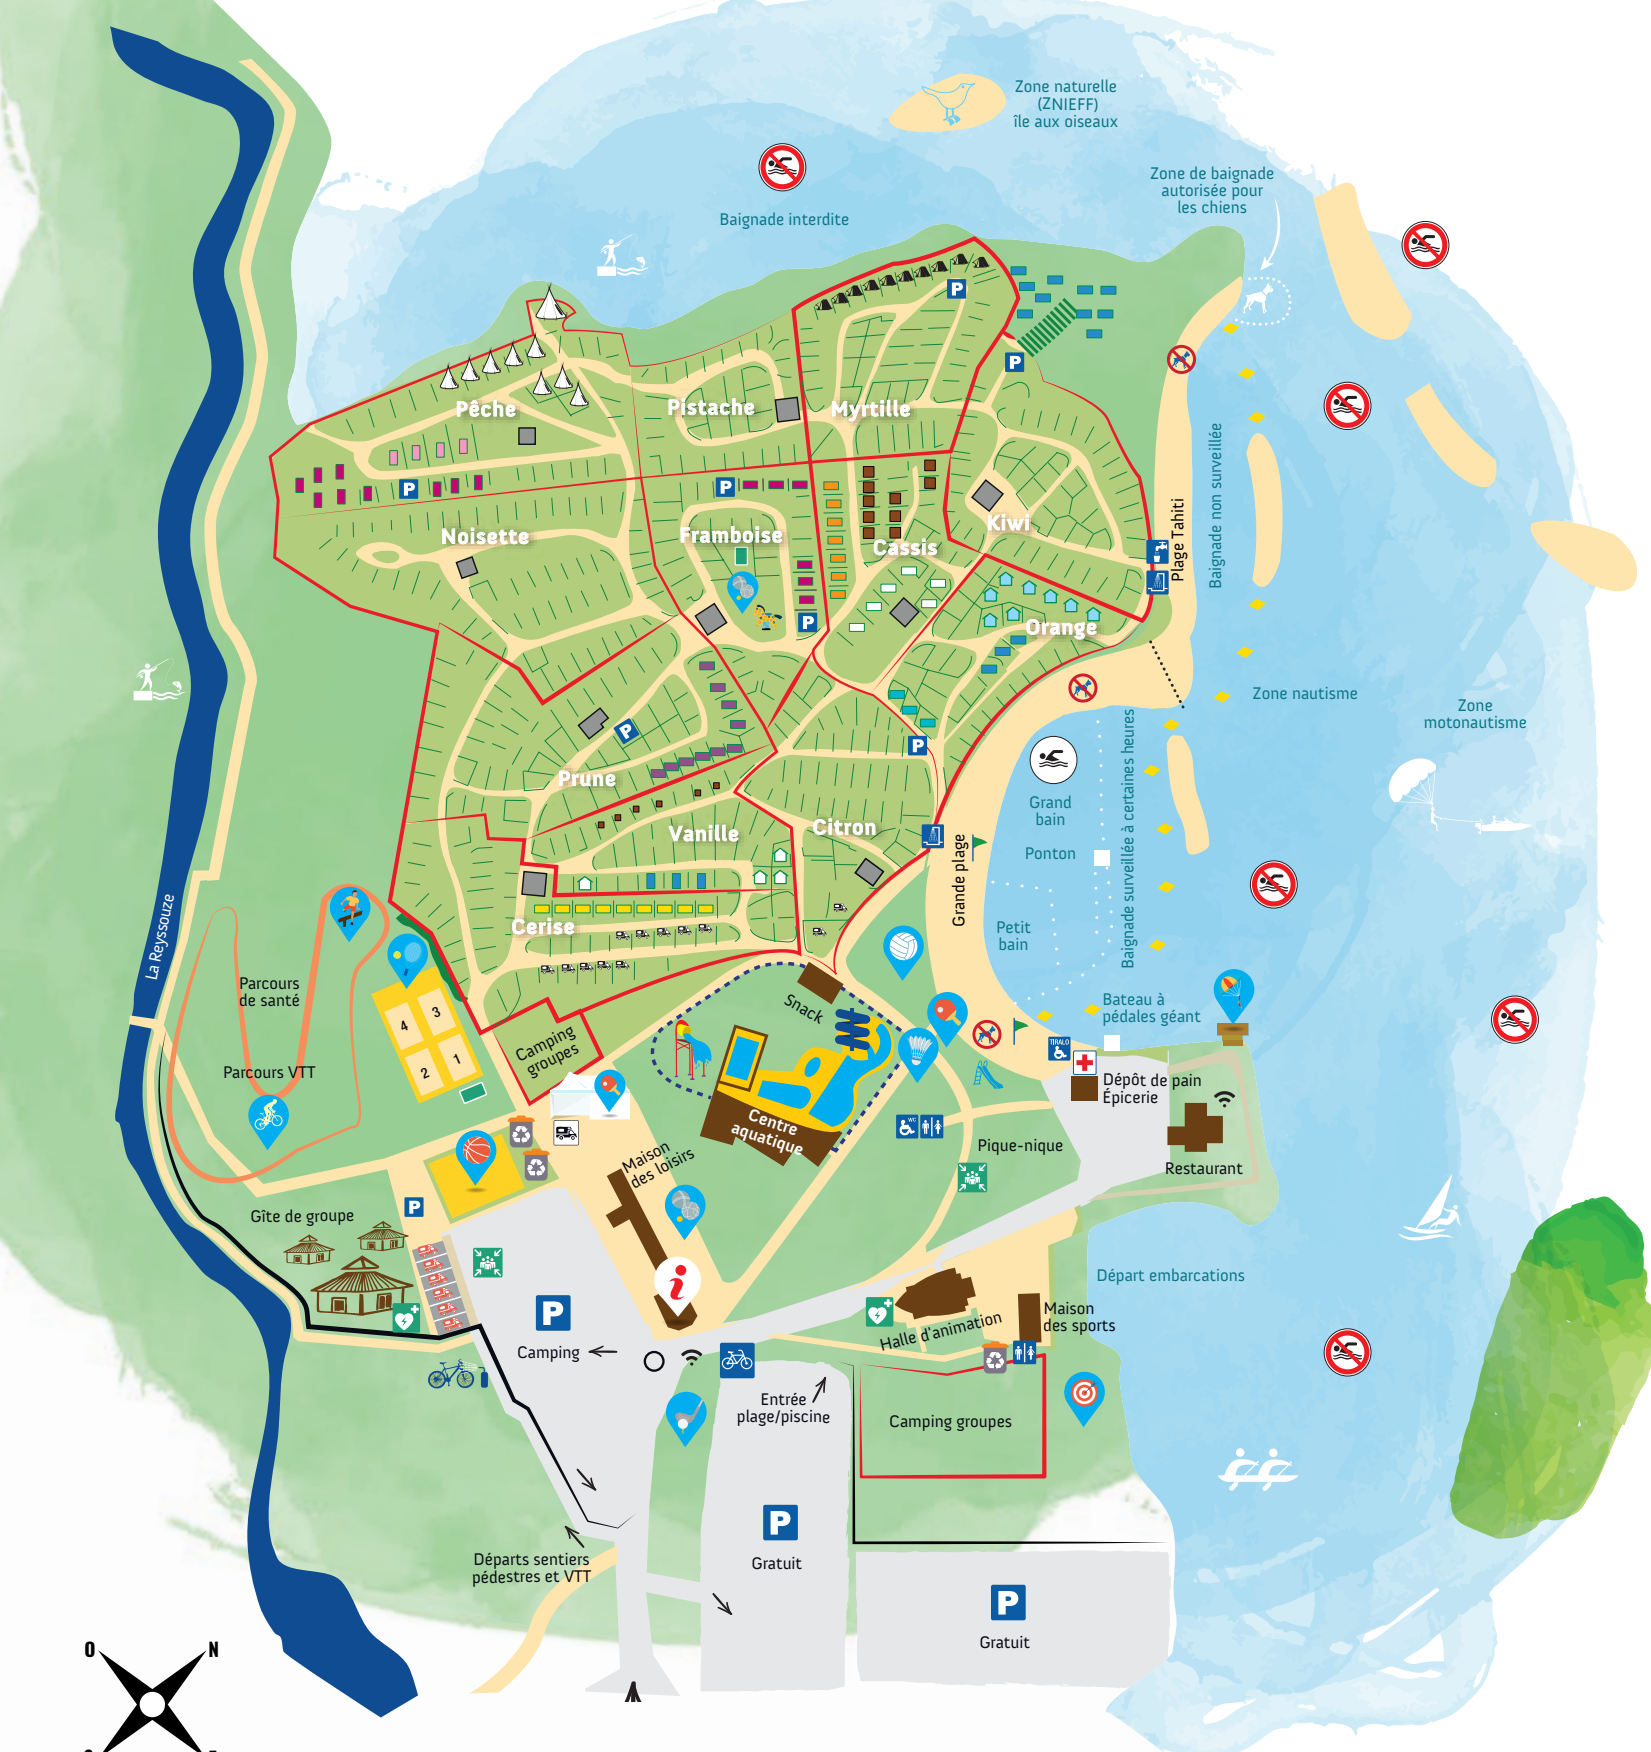 Zone naturelle
(ZNIEFF)
île aux oiseaux
Zone de baignade
autorisée pour
les chiens
Baignade interdite
P
P
Pêche
Pistache
Myrtille
P
P
Noisette
Framboise
Cassis
Kiwi
Plage Tahiti
Baignade non surveillée
P
Orange
Zone nautisme
Zone
motonautisme
P
P
Prune
Vanille
Citron
Grand
bain
Ponton
Petit
bain
Grande plage
Baignade surveillée à certaines heures
Cerise
La Reyssouze
Parcours
de santé
Parcours VTT
4
3
2
1
Camping
groupes
Snack
Centre
aquatique
Bateau à
pédales géant
TIRALO
Dépôt de pain
Épicerie
WC
Pique-nique
Restaurant
Maison
des loisirs
P
Gîte de groupe
i
P
Camping
Départ embarcations
Halle d'animation
Maison
des sports
Entrée
plage/piscine
Camping groupes
P
Gratuit
Départs sentiers
pédestres et VTT
P
Gratuit
O
N